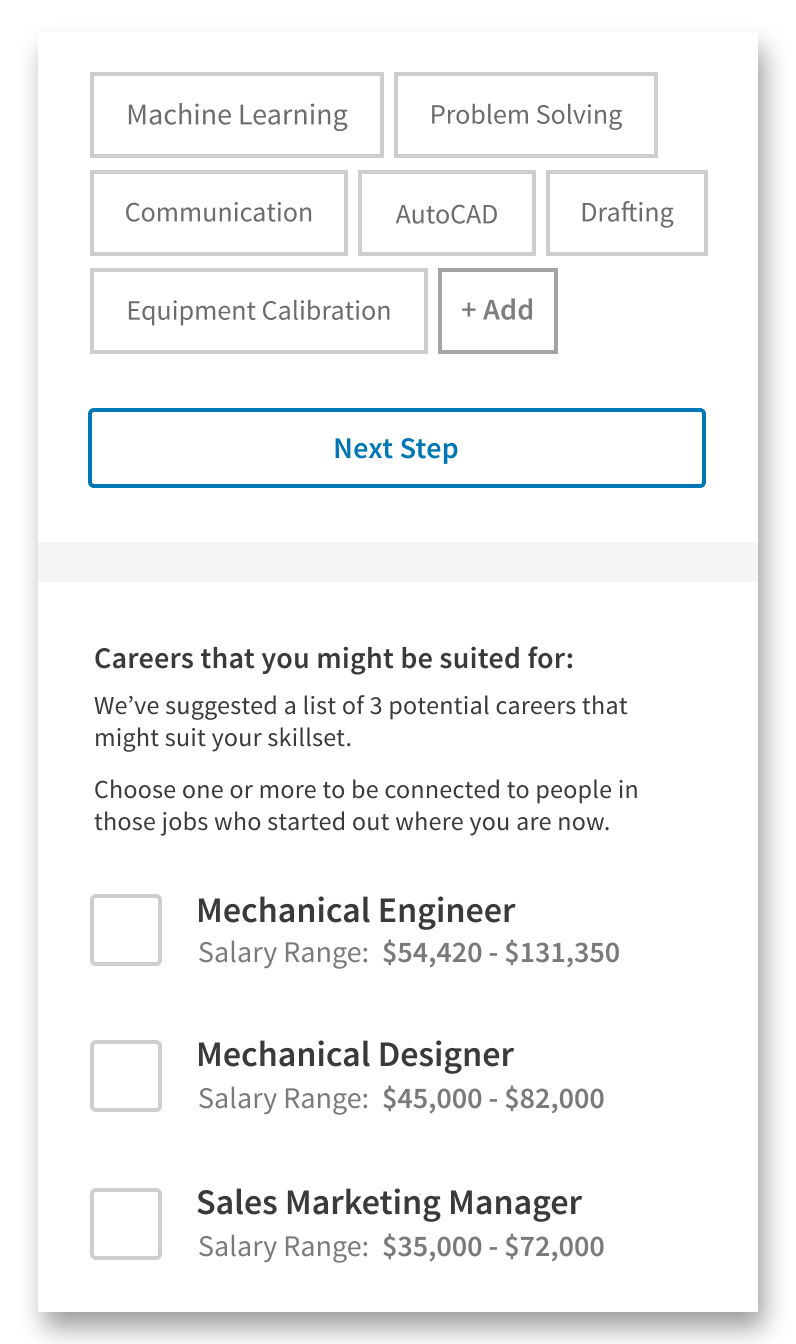 Machine Learning
Problem Solving
Communication
AutoCAD
Drafting
Equipment Calibration
+ Add
Next Step
Careers that you might be suited for:
We’ve suggested a list of 3 potential careers that
might suit your skillset.
Choose one or more to be connected to people in
those jobs who started out where you are now.
Mechanical Engineer
Salary Range: $54,420 - $131,350
Mechanical Designer
Salary Range: $45,000 - $82,000
Sales Marketing Manager
Salary Range: $35,000 - $72,000